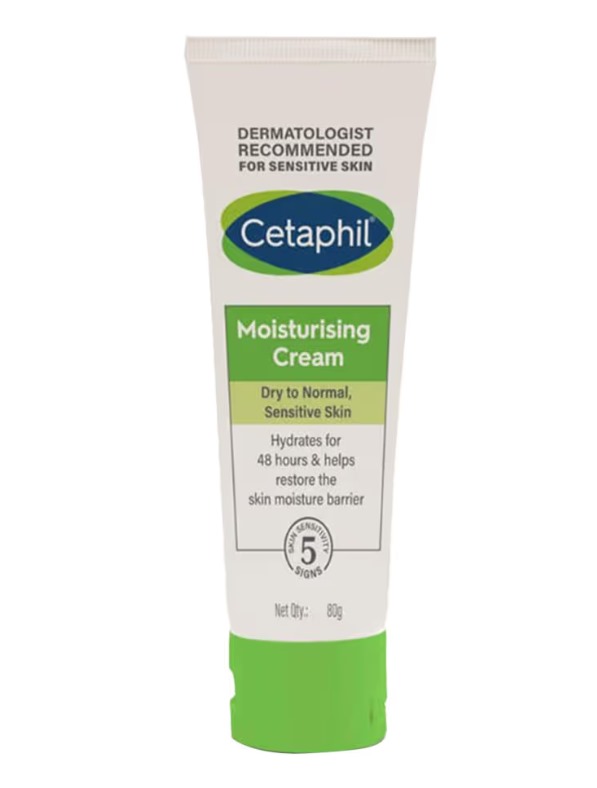 DERMATOLOGIST
RECOMMENDED
FOR SENSITIVE SKIN
Cetaphil®
Moisturising
Cream
Dry to Normal,
Sensitive Skin
Hydrates for
48 hours & helps
restore the
skin moisture barrier
SKIN SENSITIVITY
5
SIGNS
Net Qty.: 80g